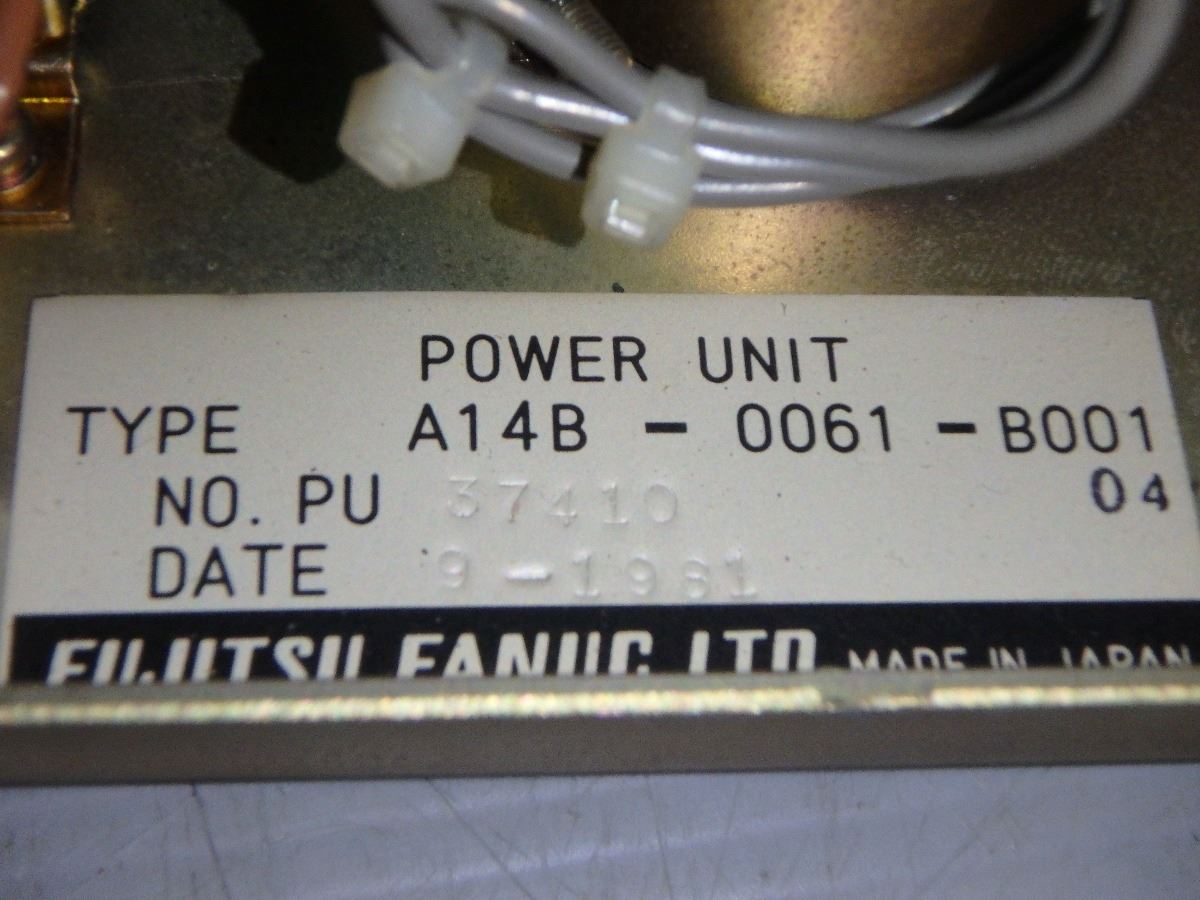 POWER UNIT
TYPE A14B-0061-B001
NO. PU 37410 04
DATE 9-1981
FUJITSU FANUC LTD MADE IN JAPAN